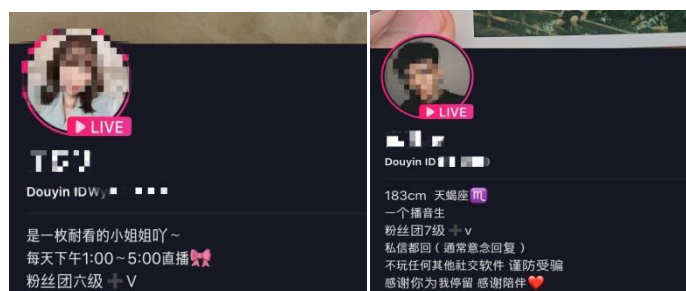 LIVE
Douyin ID
是一枚耐看的小姐姐吖～
每天下午1:00～5:00直播🎀
粉丝团六级 ➕ V
LIVE
Douyin ID
183cm 天蝎座♏
一个播音生
粉丝团7级 ➕ v
私信都回（通常意念回复）
不玩任何其他社交软件 谨防受骗
感谢你为我停留 感谢陪伴❤️